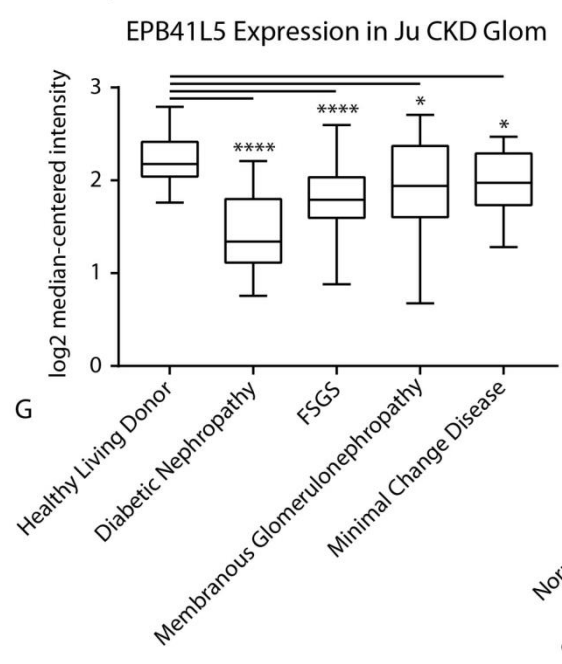 EPB41L5 Expression in Ju CKD Glom
log2 median-centered intensity
3
2
1
0
****
****
*
*
G
Healthy Living Donor
Diabetic Nephropathy
FSGS
Membranous Glomerulonephropathy
Minimal Change Disease